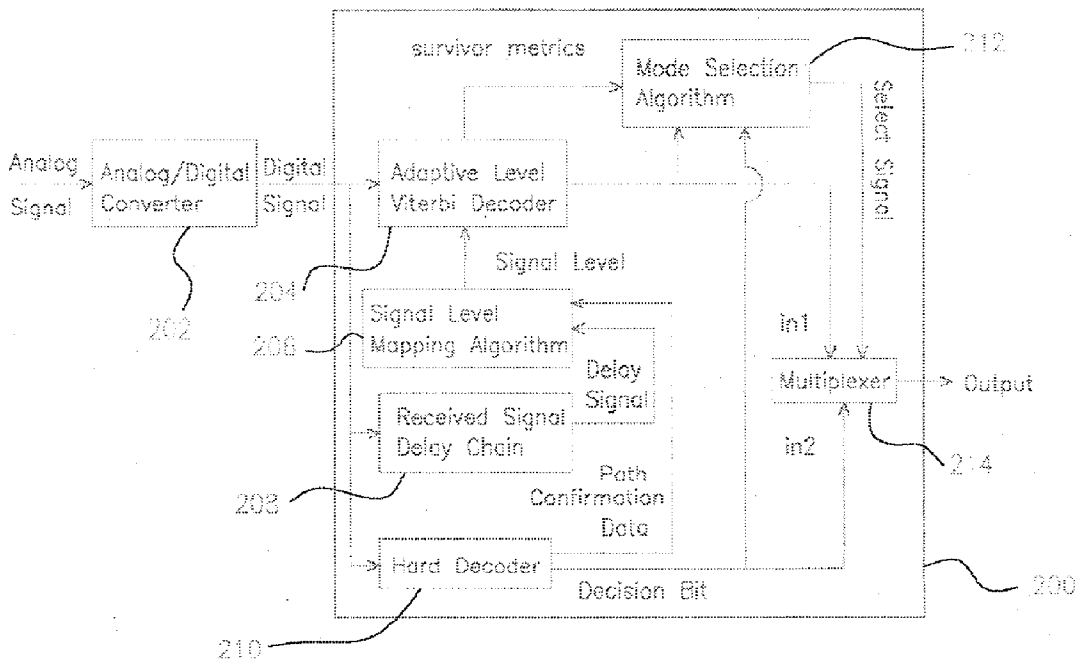 survivor metrics
212
Mode Selection
Algorithm
Select Signal
Analog
Signal
Analog/Digital
Converter
Digital
Signal
Adaptive Level
Viterbi Decoder
202
204
Signal Level
Signal Level
Mapping Algorithm
206
in1
Delay
Signal
Multiplexer
Output
Received Signal
Delay Chain
in2
214
208
Path
Confirmation
Data
Hard Decoder
Decision Bit
200
210